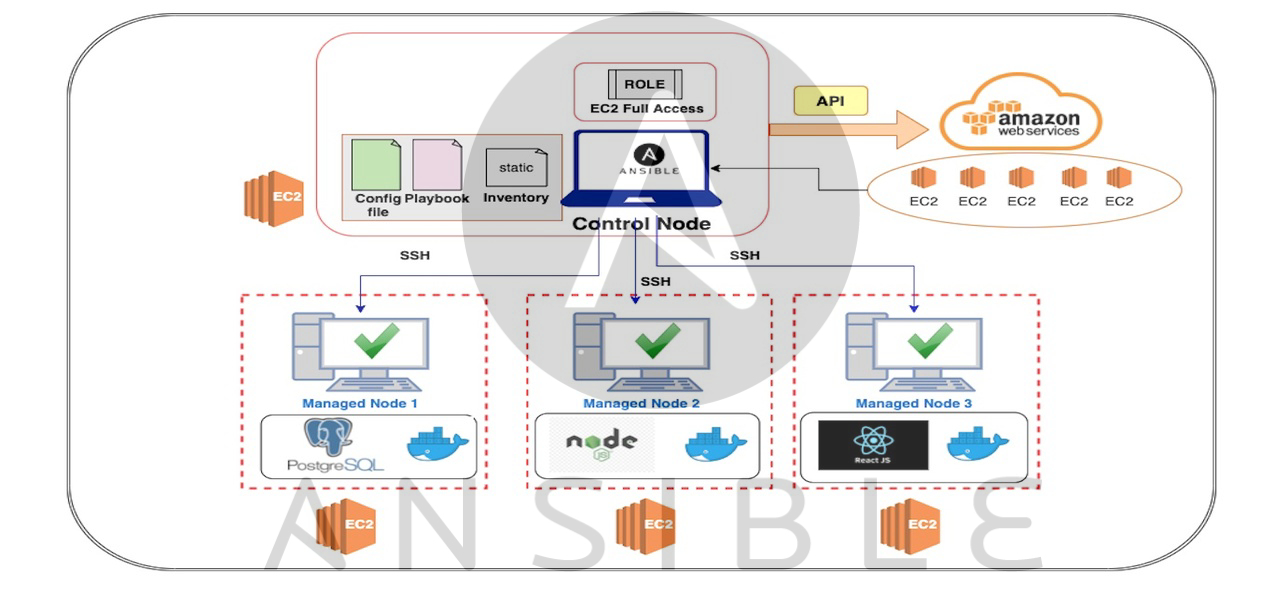 ROLE
EC2 Full Access
API
amazon
webservices
ANSIBLE
static
Config
file
Playbook
Inventory
EC2
Control Node
EC2
EC2
EC2
EC2
EC2
SSH
SSH
SSH
Managed Node 1
Managed Node 2
Managed Node 3
PostgreSQL
node
JS
React JS
EC2
EC2
EC2
ANSIBLE